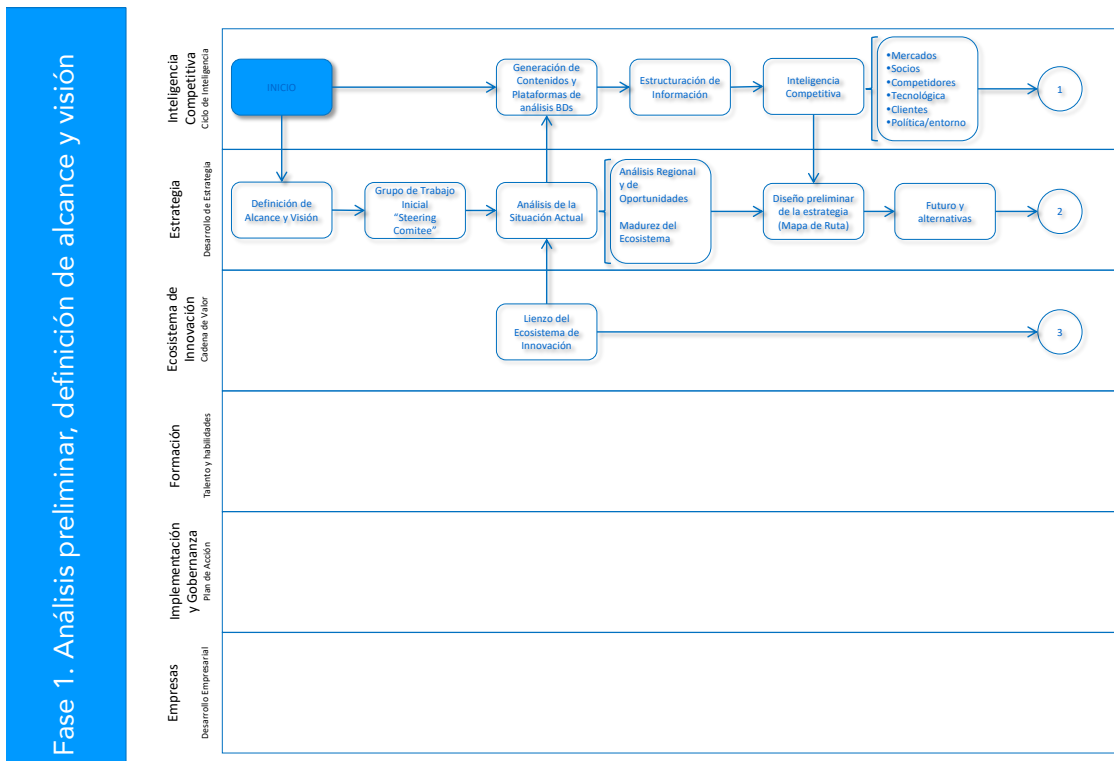 Fase 1. Análisis preliminar, definición de alcance y visión
Inteligencia
Competitiva
Ciclo de Inteligencia
INICIO
Generación de
Contenidos y
Plataformas de
análisis BDs
Estructuración de
Información
Inteligencia
Competitiva
•Mercados
•Socios
•Competidores
•Tecnológica
•Clientes
•Política/entorno
1
Estrategia
Desarrollo de Estrategia
Definición de
Alcance y Visión
Grupo de Trabajo
Inicial
“Steering
Comitee”
Análisis de la
Situación Actual
Análisis Regional
y de
Oportunidades
Madurez del
Ecosistema
Diseño preliminar
de la estrategia
(Mapa de Ruta)
Futuro y
alternativas
2
Ecosistema de
Innovación
Cadena de Valor
Lienzo del
Ecosistema de
Innovación
3
Formación
Talento y habilidades
Implementación
y Gobernanza
Plan de Acción
Empresas
Desarrollo Empresarial